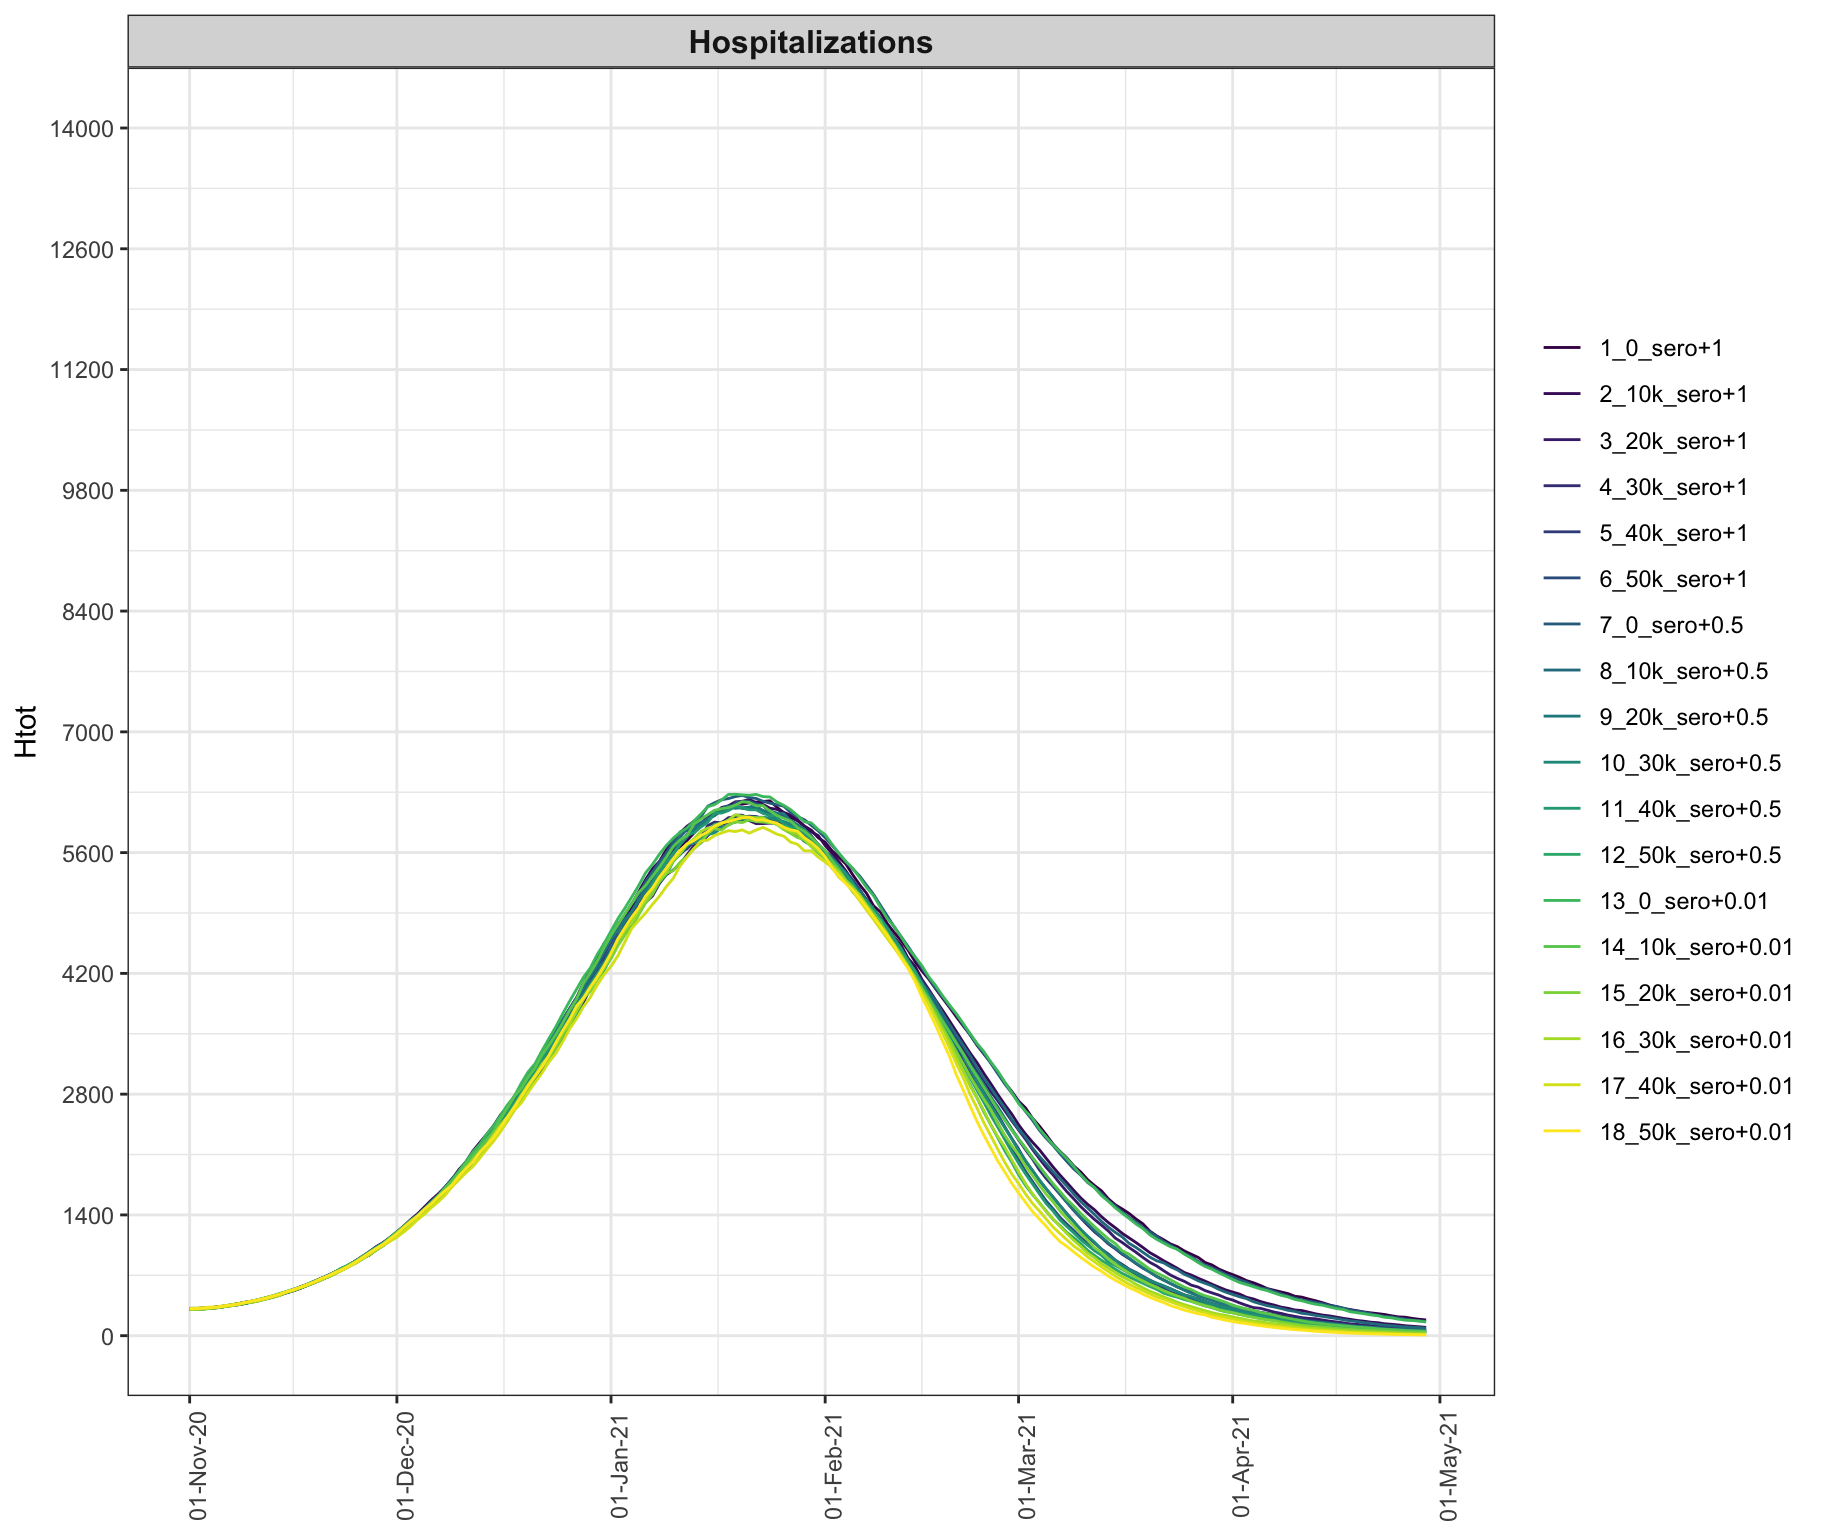 Hospitalizations
Htot
14000
12600
11200
9800
8400
7000
5600
4200
2800
1400
0
01-Nov-20
01-Dec-20
01-Jan-21
01-Feb-21
01-Mar-21
01-Apr-21
01-May-21
1_0_sero+1
2_10k_sero+1
3_20k_sero+1
4_30k_sero+1
5_40k_sero+1
6_50k_sero+1
7_0_sero+0.5
8_10k_sero+0.5
9_20k_sero+0.5
10_30k_sero+0.5
11_40k_sero+0.5
12_50k_sero+0.5
13_0_sero+0.01
14_10k_sero+0.01
15_20k_sero+0.01
16_30k_sero+0.01
17_40k_sero+0.01
18_50k_sero+0.01